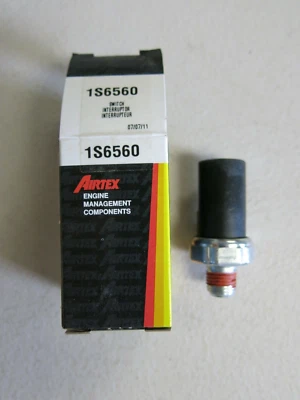 1S6560
SWITCH
INTERRUPTOR
INTERRUPTEUR
07/07/11
1S6560
AIRTEX
ENGINE
MANAGEMENT
COMPONENTS